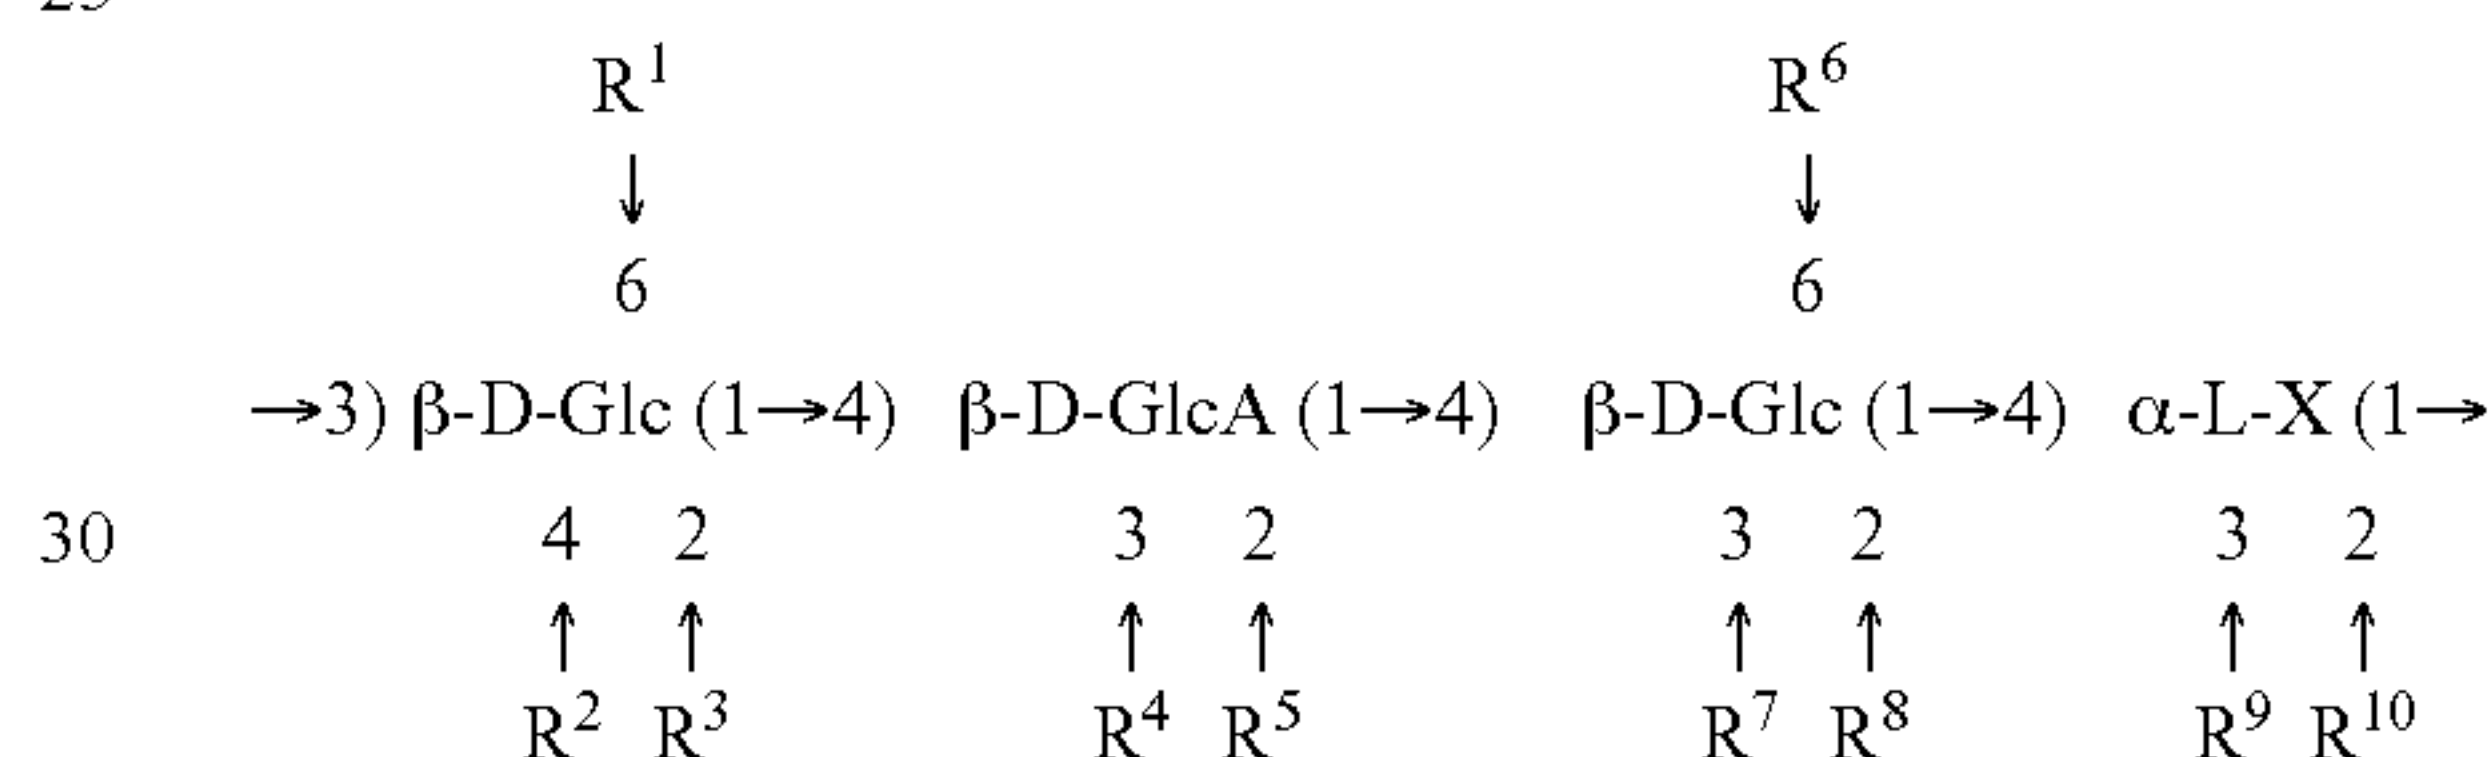 R¹ R⁶
↓ ↓
6 6
→3) β-D-Glc (1→4) β-D-GlcA (1→4) β-D-Glc (1→4) α-L-X (1→
30 4 2 3 2 3 2 3 2
↑ ↑ ↑ ↑ ↑ ↑ ↑ ↑
R² R³ R⁴ R⁵ R⁷ R⁸ R⁹ R¹⁰